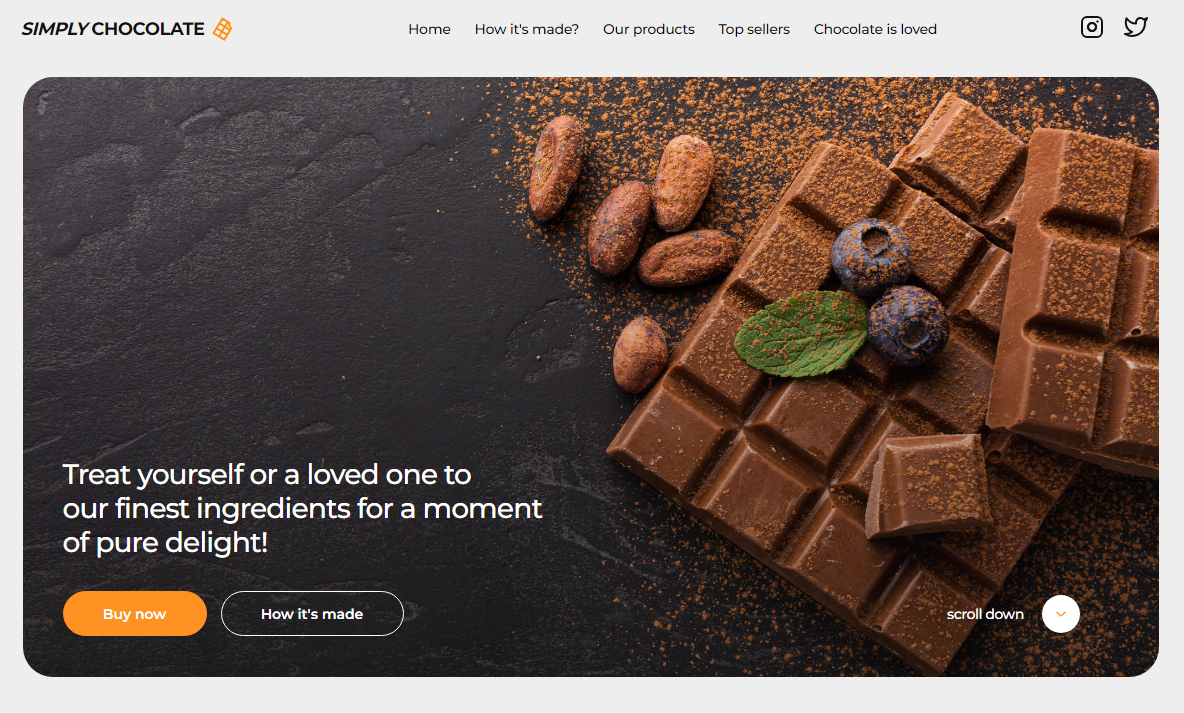 SIMPLY CHOCOLATE
Home
How it's made?
Our products
Top sellers
Chocolate is loved
Treat yourself or a loved one to
our finest ingredients for a moment
of pure delight!
Buy now
How it's made
scroll down